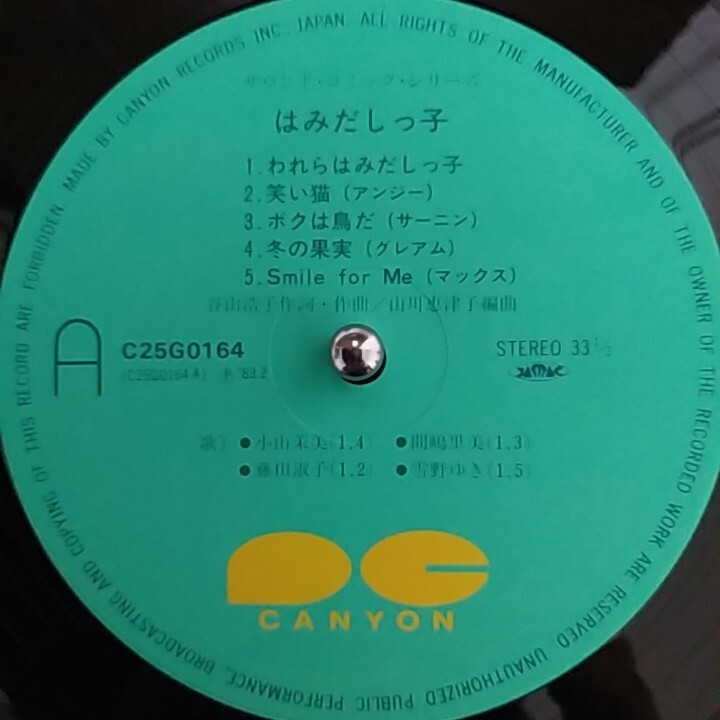 MADE BY CANYON RECORDS INC., JAPAN. ALL RIGHTS OF THE MANUFACTURER AND OF THE OWNER OF THE RECORDED WORK ARE RESERVED. UNAUTHORIZED PUBLIC PERFORMANCE, BROADCASTING AND COPYING OF THIS RECORD ARE FORBIDDEN.
サウンド・コミック・シリーズ
はみだしっ子
1. われらはみだしっ子
2. 笑い猫 (アンジー)
3. ボクは鳥だ (サーニン)
4. 冬の果実 (グレアム)
5. Smile for Me (マックス)
谷山浩子作詞・作曲／山川恵津子編曲
A C25G0164 STEREO 33 1/3
(C25G0164 A) ℗ '83.2 JASRAC
歌) ●小山茉美(1.4) ●間嶋里美(1.3)
●藤田淑子(1.2) ●雪野ゆき(1.5)
PC
CANYON